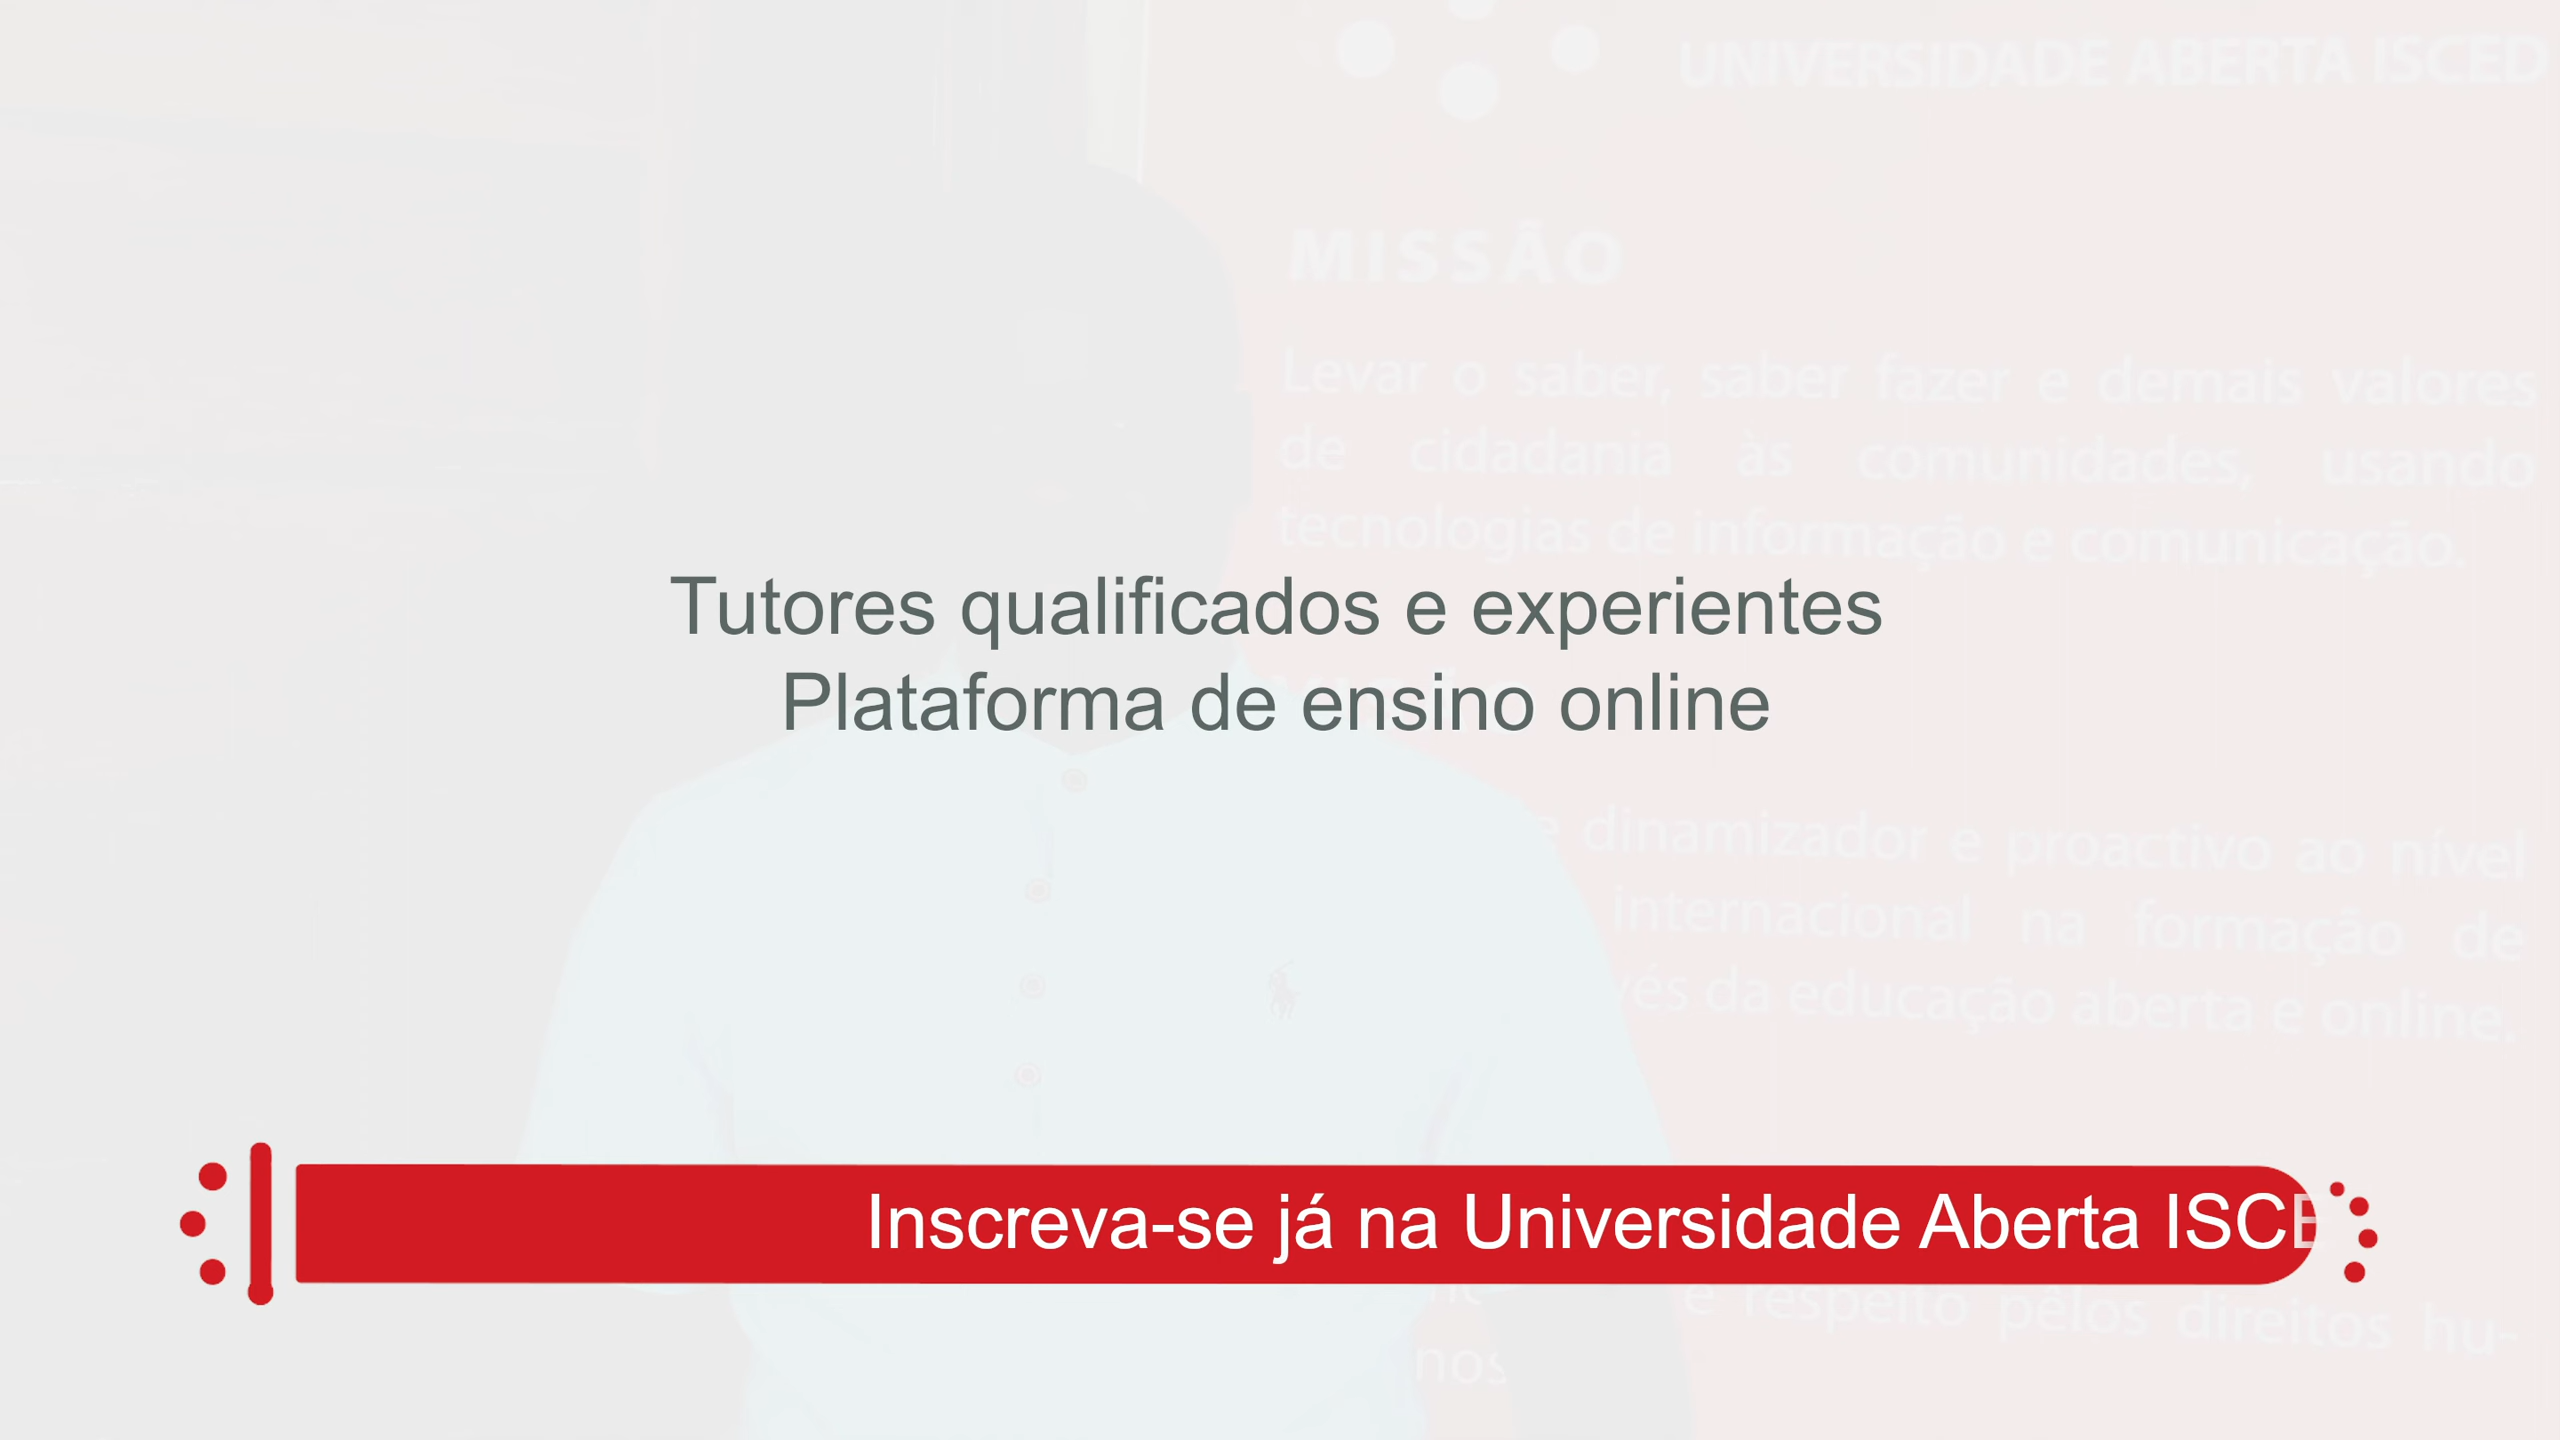 UNIVERSIDADE ABERTA ISCED
MISSÃO
Levar o saber, saber fazer e demais valores
de cidadania às comunidades, usando
tecnologias de informação e comunicação.
Tutores qualificados e experientes
Plataforma de ensino online
e dinamizador e proactivo ao nível
internacional na formação de
vés da educação aberta e online.
Inscreva-se já na Universidade Aberta ISCE
e respeito pêlos direitos hu-
nos